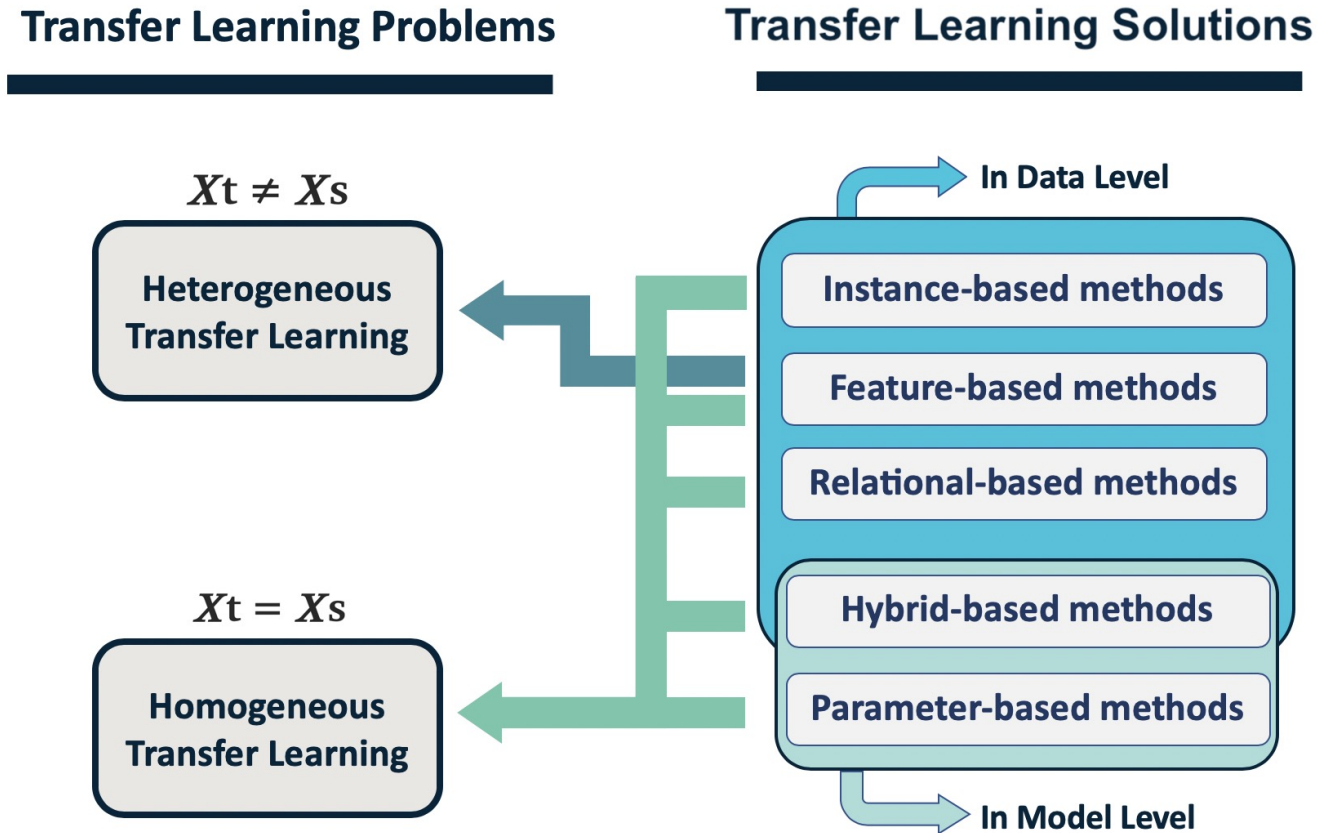 Transfer Learning Problems
Transfer Learning Solutions
Xt ≠ Xs
Heterogeneous
Transfer Learning
Xt = Xs
Homogeneous
Transfer Learning
In Data Level
Instance-based methods
Feature-based methods
Relational-based methods
Hybrid-based methods
Parameter-based methods
In Model Level